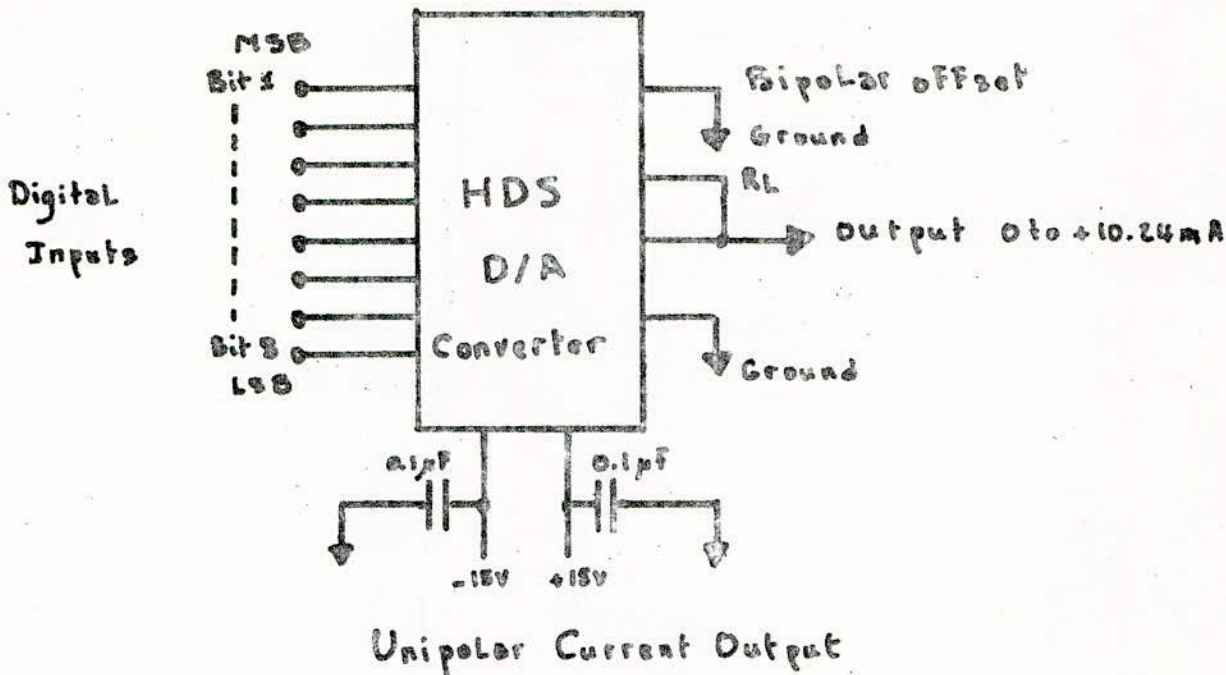 MSB
Bit 1
Bipolar offset
Ground
Digital
Inputs
HDS
D/A
Converter
RL
Output 0 to +10.24mA
Bit 8
LSB
Ground
0.1µF
0.1µF
-15V
+15V
Unipolar Current Output